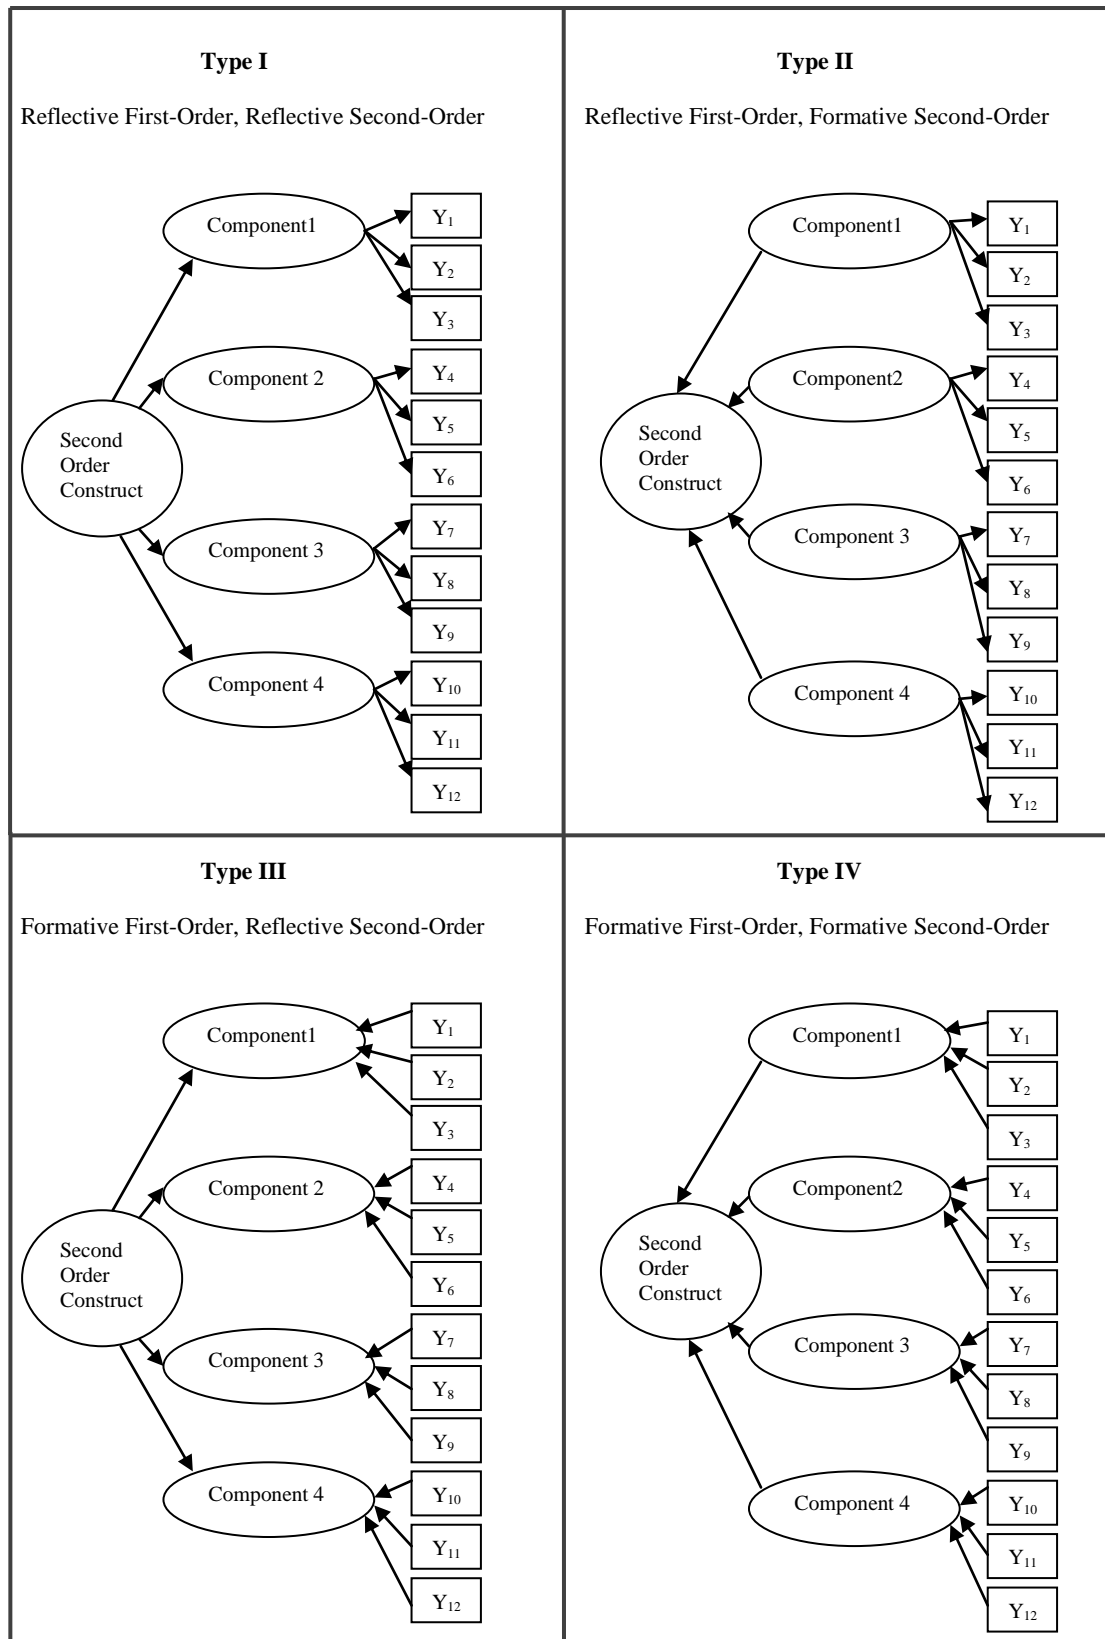 Type I
Reflective First-Order, Reflective Second-Order
Component1
Y1
Y2
Y3
Component 2
Y4
Y5
Y6
Second
Order
Construct
Component 3
Y7
Y8
Y9
Component 4
Y10
Y11
Y12
Type II
Reflective First-Order, Formative Second-Order
Component1
Y1
Y2
Y3
Component2
Y4
Y5
Y6
Second
Order
Construct
Component 3
Y7
Y8
Y9
Component 4
Y10
Y11
Y12
Type III
Formative First-Order, Reflective Second-Order
Component1
Y1
Y2
Y3
Component 2
Y4
Y5
Y6
Second
Order
Construct
Component 3
Y7
Y8
Y9
Component 4
Y10
Y11
Y12
Type IV
Formative First-Order, Formative Second-Order
Component1
Y1
Y2
Y3
Component2
Y4
Y5
Y6
Second
Order
Construct
Component 3
Y7
Y8
Y9
Component 4
Y10
Y11
Y12